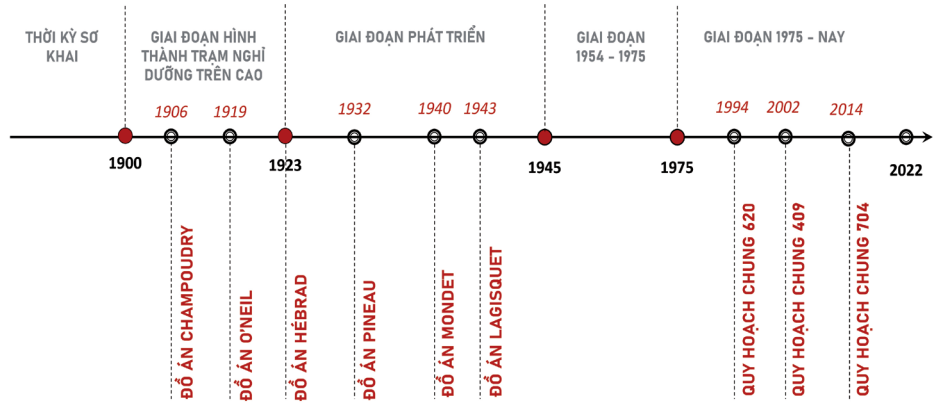 THỜI KỲ SƠ
KHAI
GIAI ĐOẠN HÌNH
THÀNH TRẠM NGHỈ
DƯỠNG TRÊN CAO
GIAI ĐOẠN PHÁT TRIỂN
GIAI ĐOẠN
1954 - 1975
GIAI ĐOẠN 1975 - NAY
1906
1919
1932
1940
1943
1994
2002
2014
1900
1923
1945
1975
2022
ĐỒ ÁN CHAMPOUDRY
ĐỒ ÁN O'NEIL
ĐỒ ÁN HÉBRAD
ĐỒ ÁN PINEAU
ĐỒ ÁN MONDET
ĐỒ ÁN LAGISQUET
QUY HOẠCH CHUNG 620
QUY HOẠCH CHUNG 409
QUY HOẠCH CHUNG 704